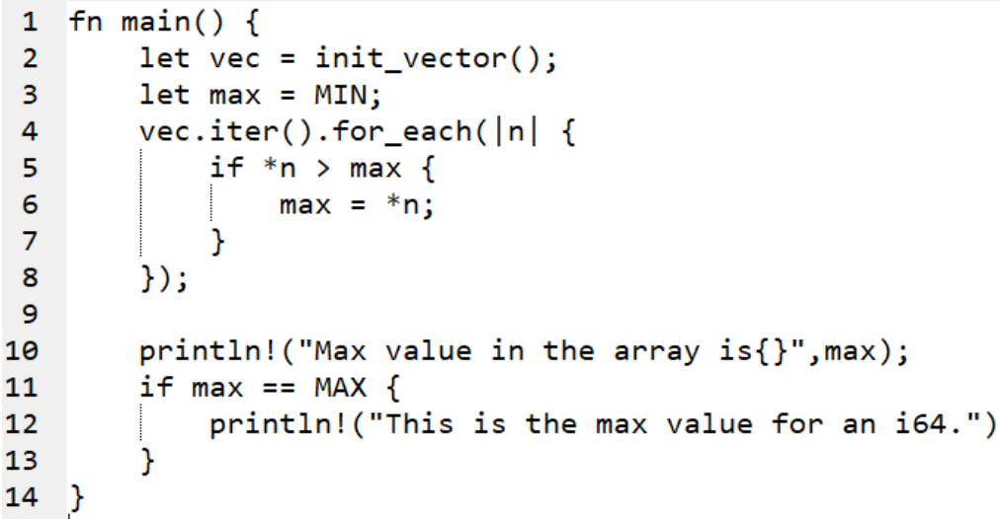 1 fn main() {
2     let vec = init_vector();
3     let max = MIN;
4     vec.iter().for_each(|n| {
5         if *n > max {
6             max = *n;
7         }
8     });
9
10     println!("Max value in the array is{}",max);
11     if max == MAX {
12         println!("This is the max value for an i64.")
13     }
14 }